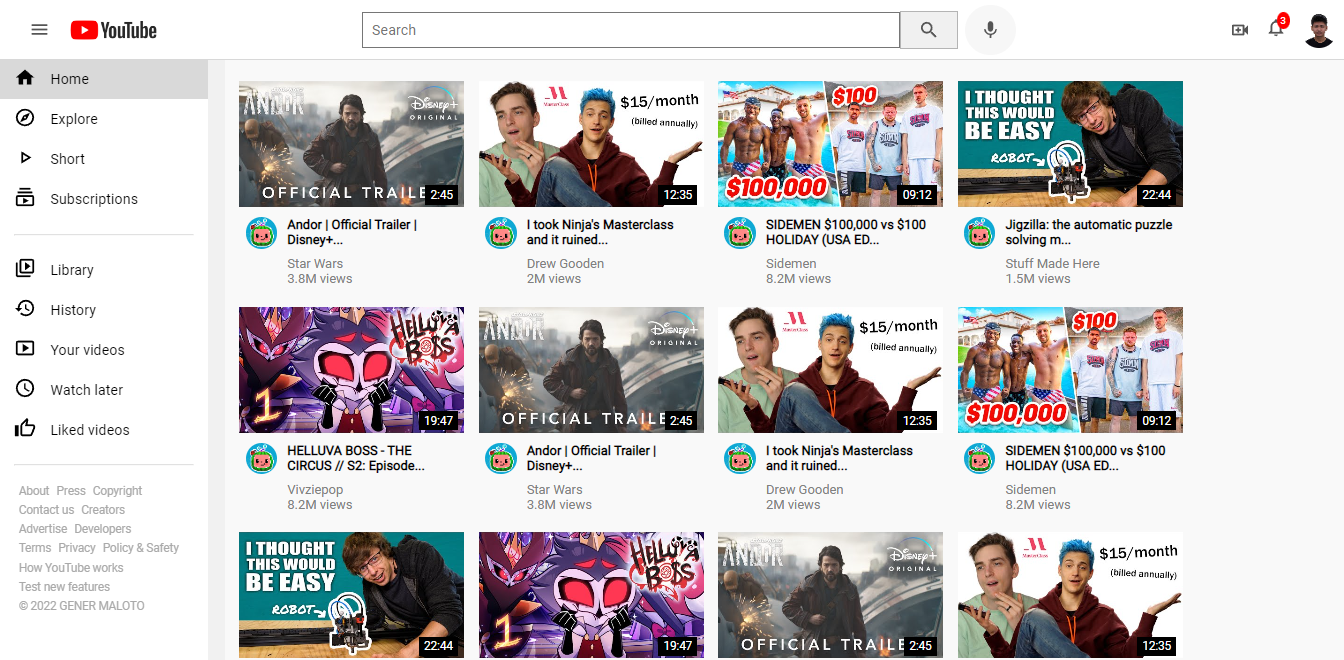 YouTube
Search
3
Home
Explore
Short
Subscriptions
Library
History
Your videos
Watch later
Liked videos
About Press Copyright
Contact us Creators
Advertise Developers
Terms Privacy Policy & Safety
How YouTube works
Test new features
© 2022 GENER MALOTO
ANDOR
Disney+
ORIGINAL
OFFICIAL TRAILE
2:45
Andor | Official Trailer |
Disney+...
Star Wars
3.8M views
MasterClass
$15/month
(billed annually)
12:35
I took Ninja's Masterclass
and it ruined...
Drew Gooden
2M views
$100
$100,000
09:12
SIDEMEN $100,000 vs $100
HOLIDAY (USA ED...
Sidemen
8.2M views
I THOUGHT
THIS WOULD
BE EASY
ROBOT
22:44
Jigzilla: the automatic puzzle
solving m...
Stuff Made Here
1.5M views
HELLUVA
BOSS
1
19:47
HELLUVA BOSS - THE
CIRCUS // S2: Episode...
Vivziepop
8.2M views
ANDOR
Disney+
ORIGINAL
OFFICIAL TRAILE
2:45
Andor | Official Trailer |
Disney+...
Star Wars
3.8M views
MasterClass
$15/month
(billed annually)
12:35
I took Ninja's Masterclass
and it ruined...
Drew Gooden
2M views
$100
$100,000
09:12
SIDEMEN $100,000 vs $100
HOLIDAY (USA ED...
Sidemen
8.2M views
I THOUGHT
THIS WOULD
BE EASY
ROBOT
22:44
HELLUVA
BOSS
1
19:47
ANDOR
Disney+
ORIGINAL
OFFICIAL TRAILE
2:45
MasterClass
$15/month
(billed annually)
12:35